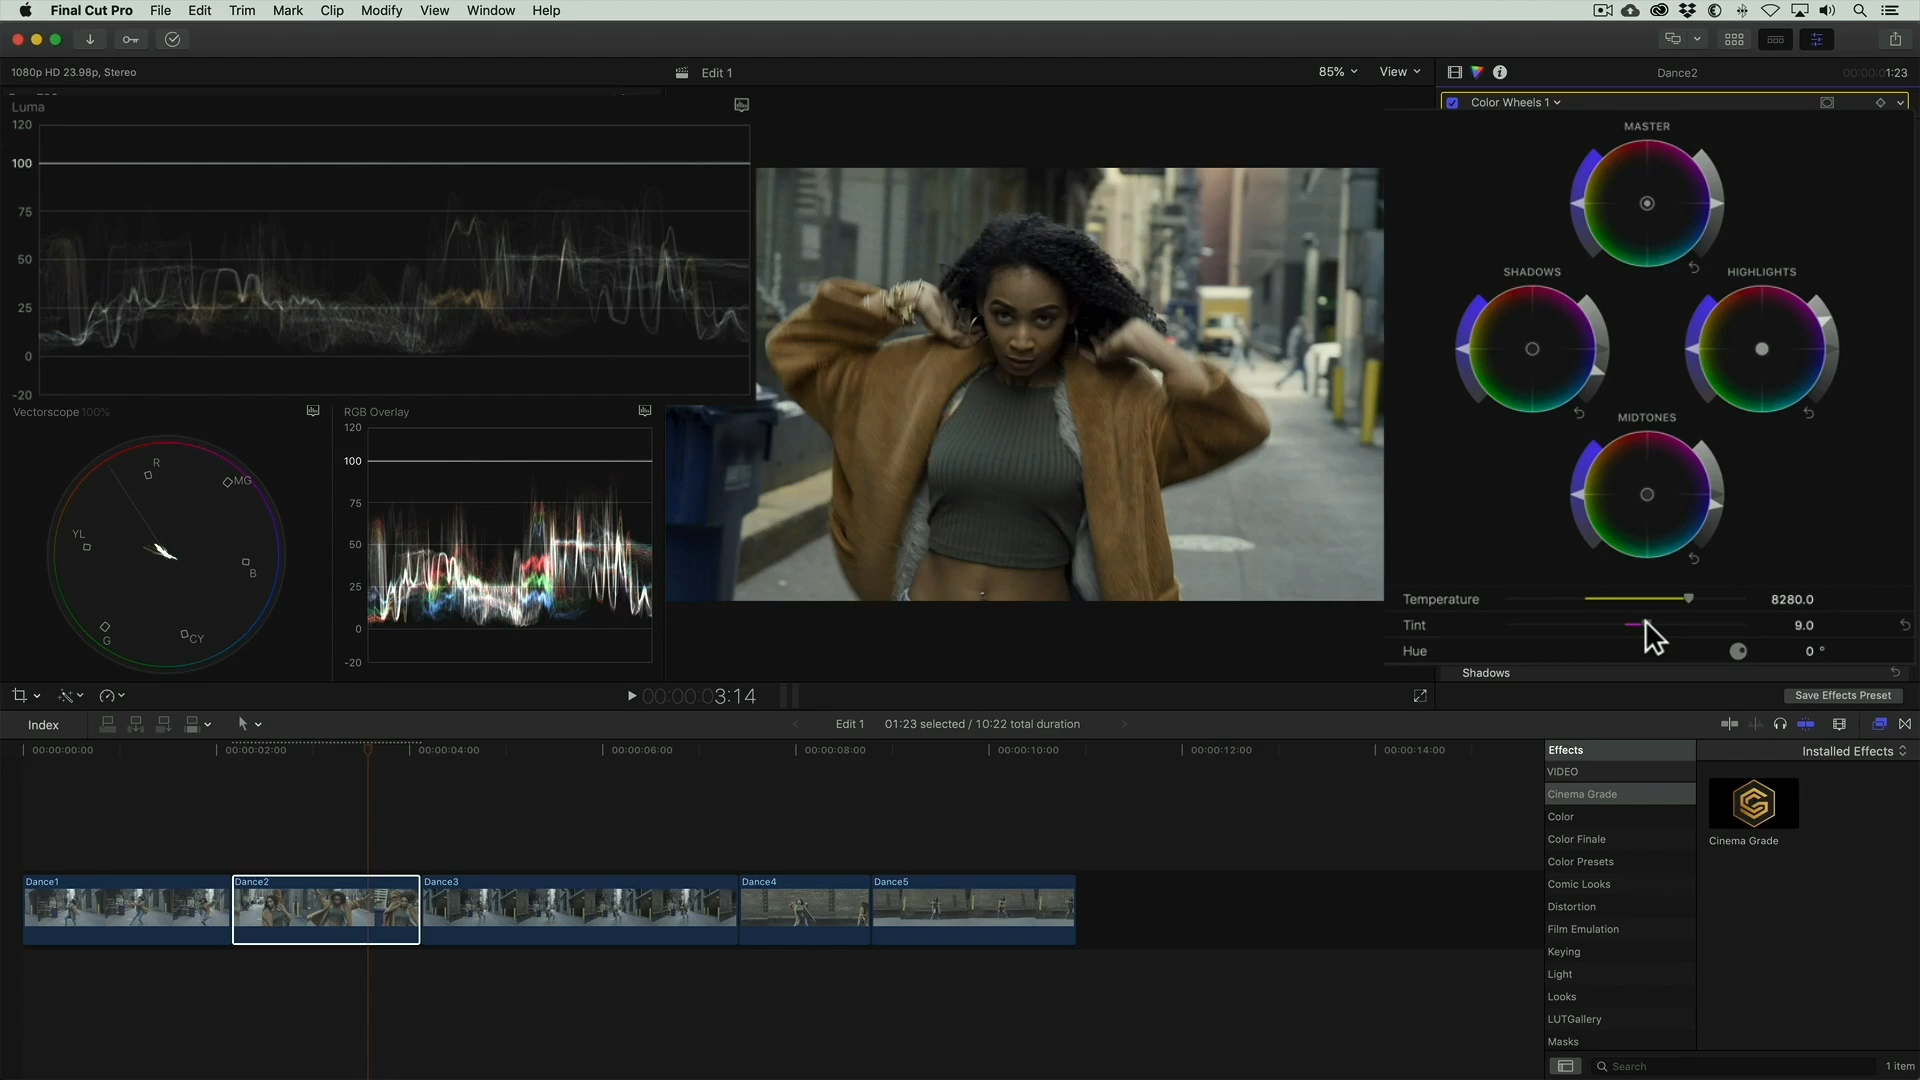 Final Cut Pro File Edit Trim Mark Clip Modify View Window Help
1080p HD 23.98p, Stereo
Edit 1
85% View
Dance2
00:00:01:23
Luma
120
100
75
50
25
0
-20
Color Wheels 1
MASTER
SHADOWS
HIGHLIGHTS
MIDTONES
Temperature 8280.0
Tint 9.0
Hue 0 °
Shadows
Save Effects Preset
Vectorscope 100%
R
MG
YL
B
G
CY
RGB Overlay
120
100
75
50
25
0
-20
00:00:03:14
Index
Edit 1 01:23 selected / 10:22 total duration
00:00:00:00 00:00:02:00 00:00:04:00 00:00:06:00 00:00:08:00 00:00:10:00 00:00:12:00 00:00:14:00
Dance1 Dance2 Dance3 Dance4 Dance5
Effects
Installed Effects
VIDEO
Cinema Grade
Color
Color Finale
Color Presets
Comic Looks
Distortion
Film Emulation
Keying
Light
Looks
LUTGallery
Masks
Cinema Grade
Search
1 item